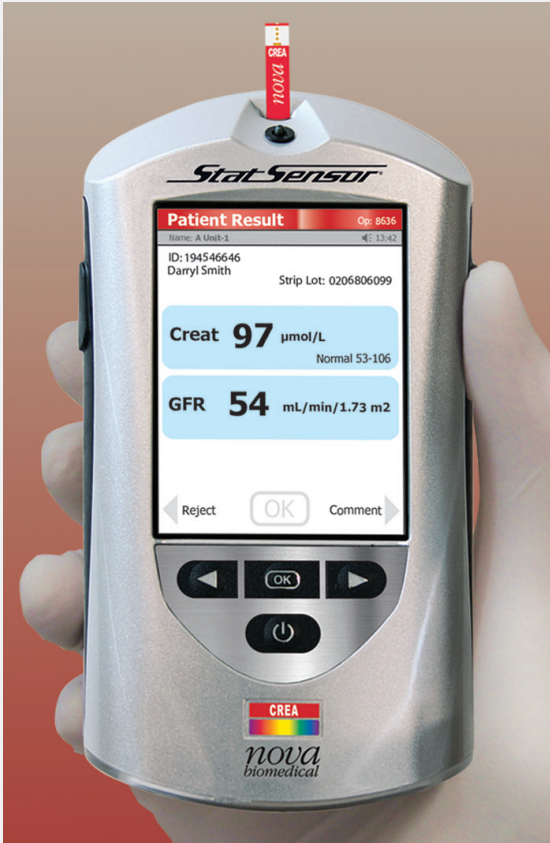 CREA
nova
StatSensor®
Patient Result Op: 8636
Name: A Unit-1 13:42
ID: 194546646
Darryl Smith
Strip Lot: 0206806099
Creat 97 µmol/L
Normal 53-106
GFR 54 mL/min/1.73 m2
Reject OK Comment
OK
CREA
nova
biomedical